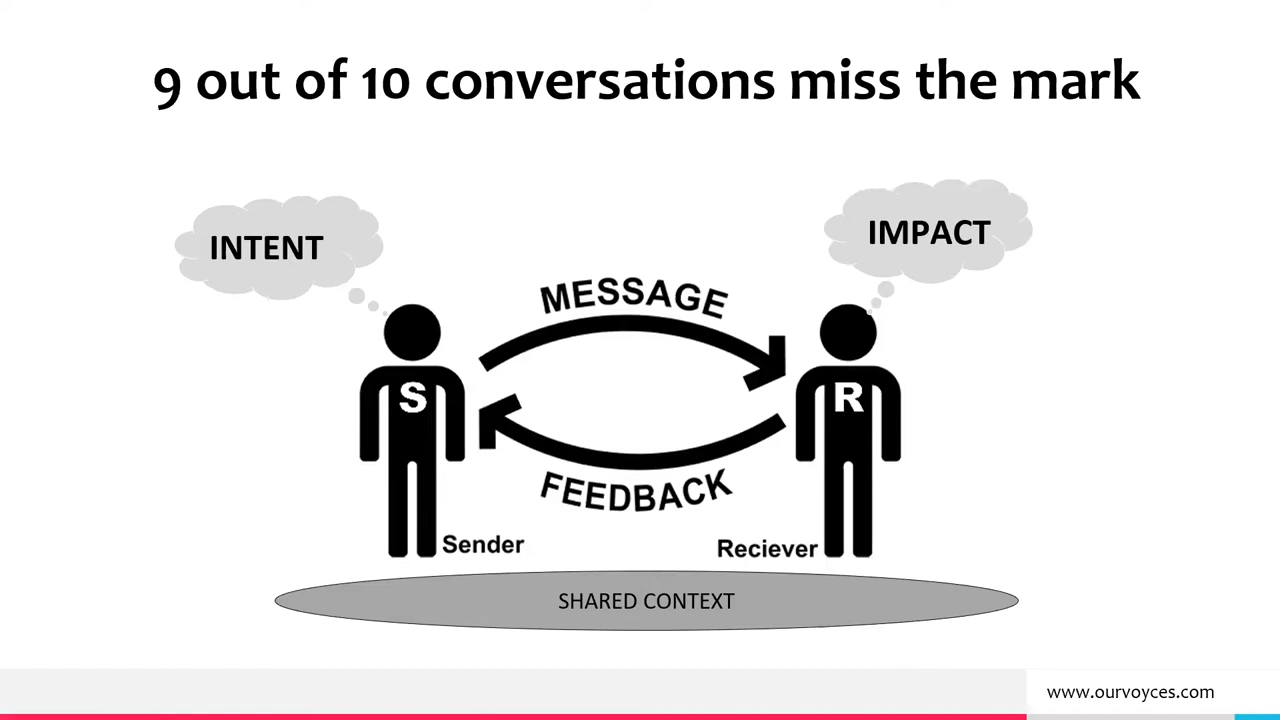 9 out of 10 conversations miss the mark
INTENT
IMPACT
MESSAGE
S
R
FEEDBACK
Sender
Reciever
SHARED CONTEXT
www.ourvoyces.com